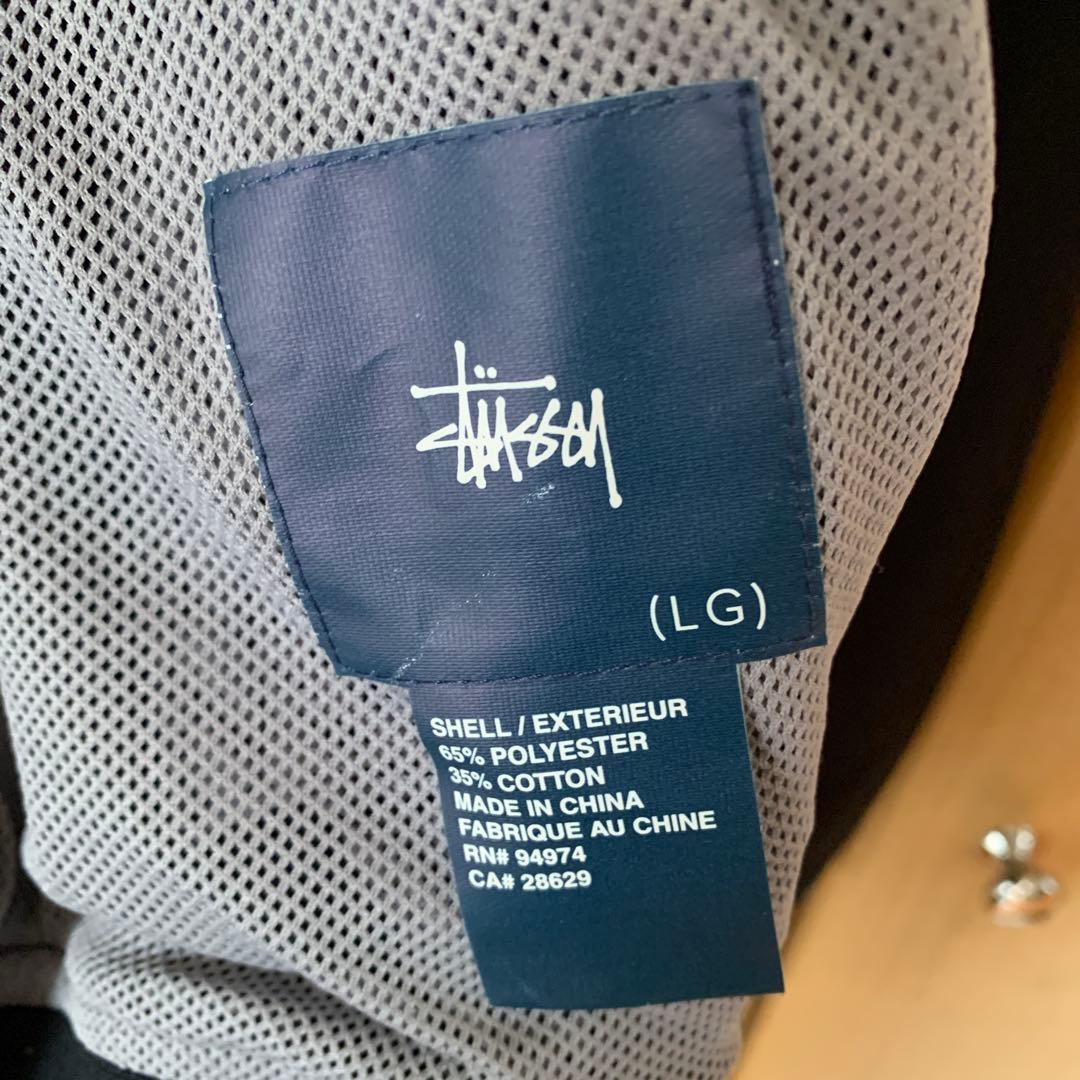 Stüssy
(LG)
SHELL / EXTERIEUR
65% POLYESTER
35% COTTON
MADE IN CHINA
FABRIQUE AU CHINE
RN# 94974
CA# 28629